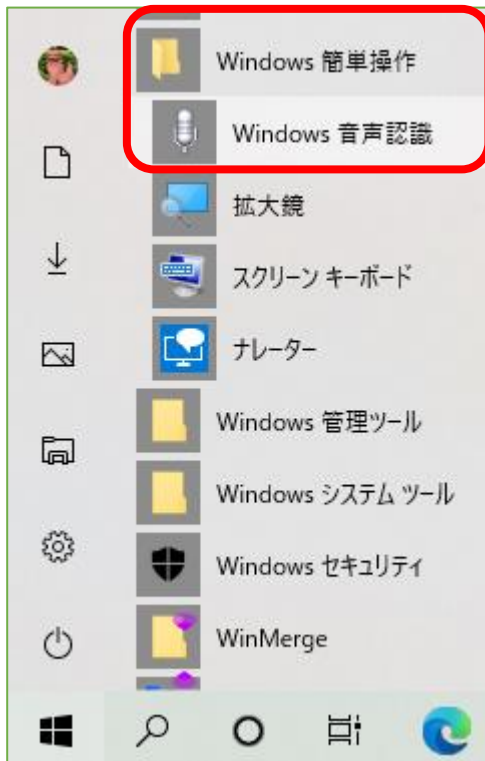 Windows 簡単操作
Windows 音声認識
拡大鏡
スクリーン キーボード
ナレーター
Windows 管理ツール
Windows システム ツール
Windows セキュリティ
WinMerge